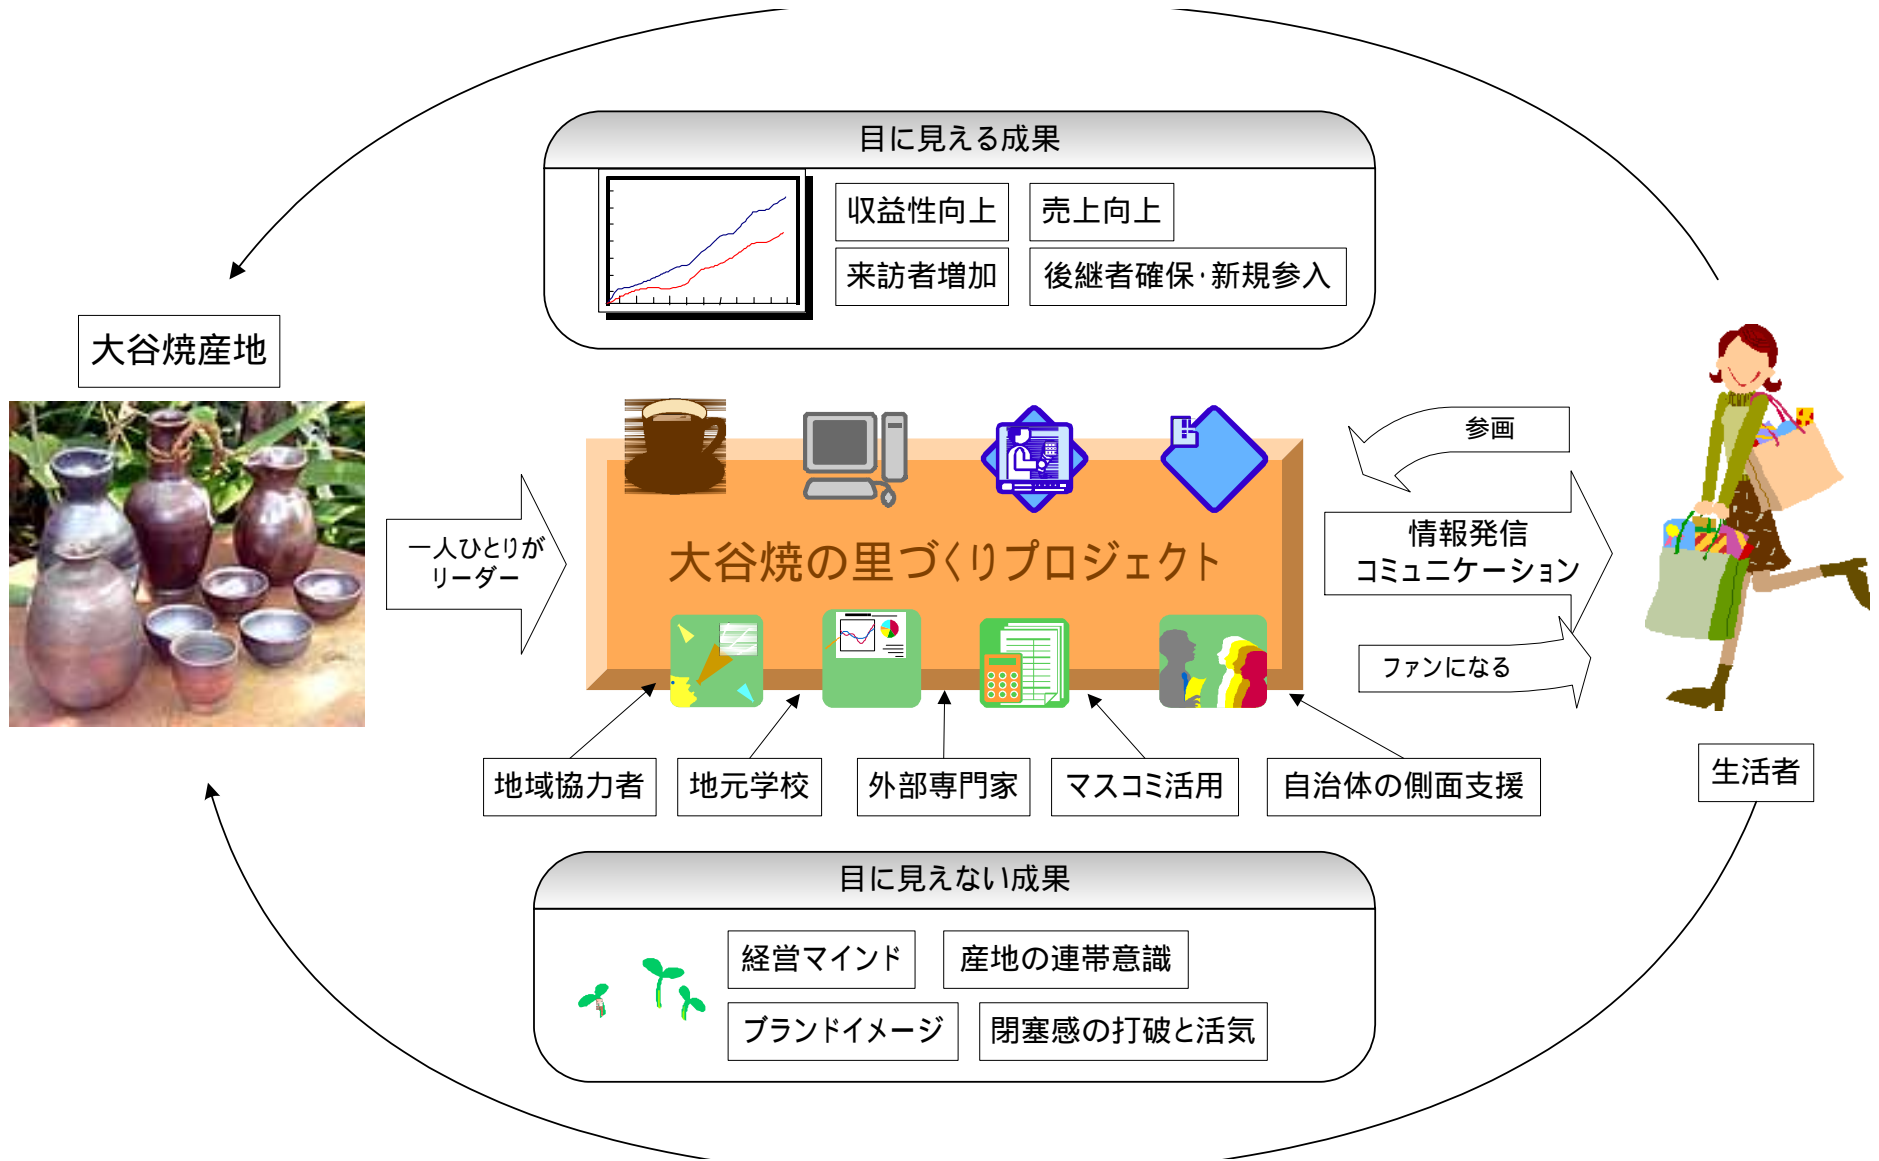 目に見える成果
収益性向上
売上向上
来訪者増加
後継者確保・新規参入
大谷焼産地
参画
一人ひとりが
リーダー
大谷焼の里づくりプロジェクト
情報発信
コミュニケーション
ファンになる
地域協力者
地元学校
外部専門家
マスコミ活用
自治体の側面支援
生活者
目に見えない成果
経営マインド
産地の連帯意識
ブランドイメージ
閉塞感の打破と活気